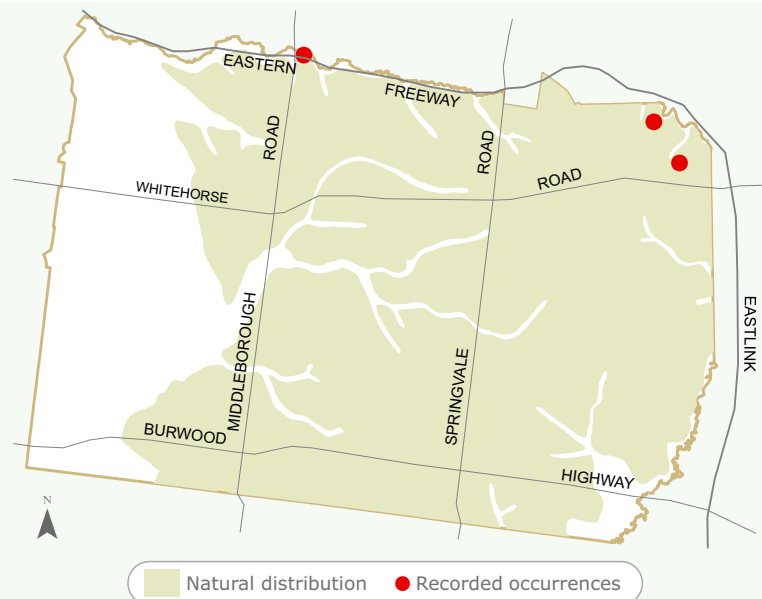 EASTERN
FREEWAY
ROAD
ROAD
ROAD
WHITEHORSE
EASTLINK
MIDDLEBOROUGH
SPRINGVALE
BURWOOD
HIGHWAY
N
Natural distribution
Recorded occurrences